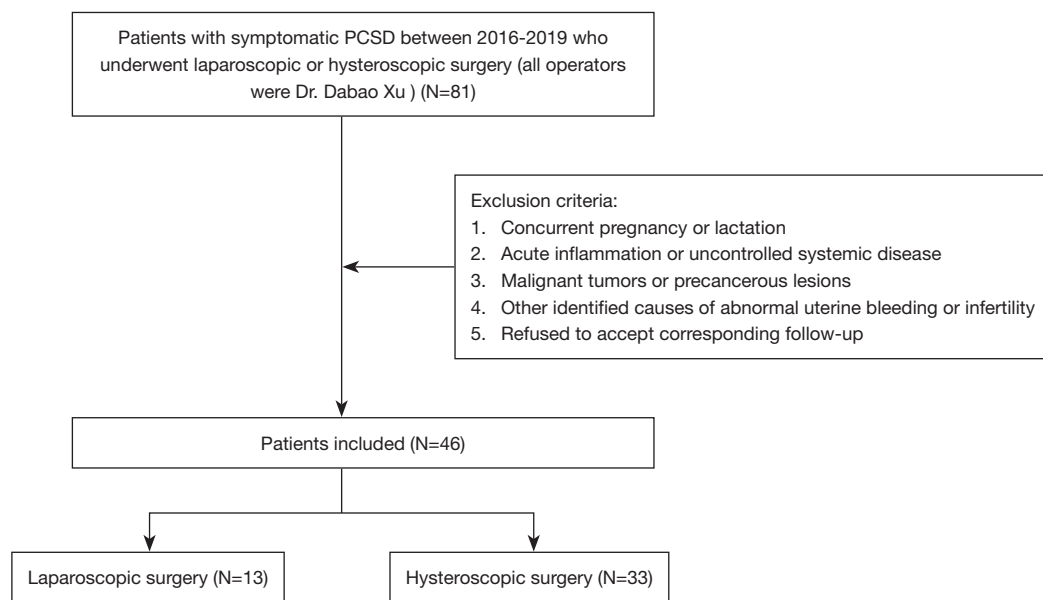 Patients with symptomatic PCSD between 2016-2019 who
underwent laparoscopic or hysteroscopic surgery (all operators
were Dr. Dabao Xu ) (N=81)
Exclusion criteria:
1. Concurrent pregnancy or lactation
2. Acute inflammation or uncontrolled systemic disease
3. Malignant tumors or precancerous lesions
4. Other identified causes of abnormal uterine bleeding or infertility
5. Refused to accept corresponding follow-up
Patients included (N=46)
Laparoscopic surgery (N=13)
Hysteroscopic surgery (N=33)